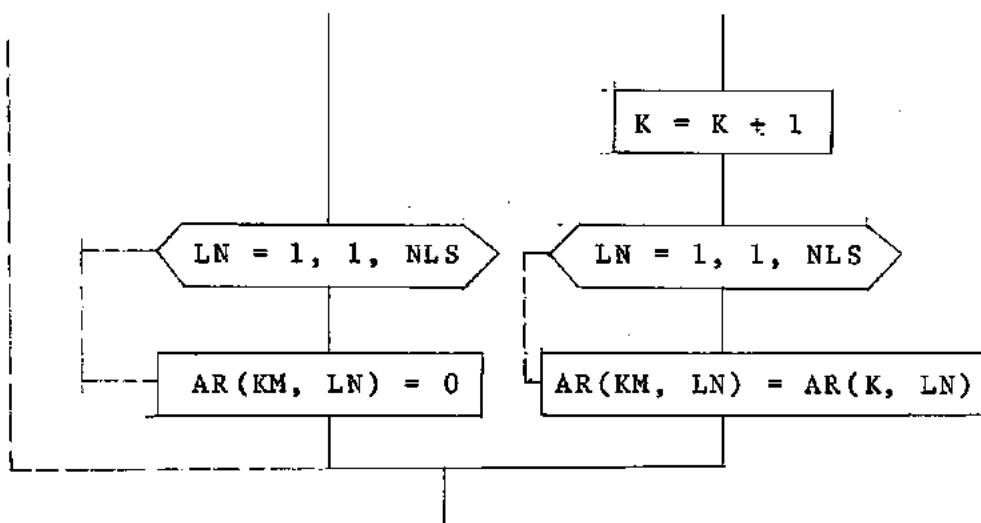 K = K + 1
LN = 1, 1, NLS
LN = 1, 1, NLS
AR(KM, LN) = 0
AR(KM, LN) = AR(K, LN)